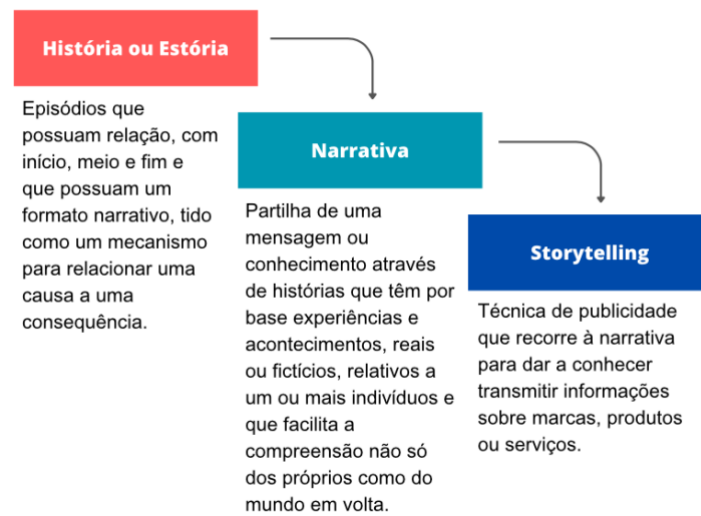 História ou Estória
Episódios que
possuam relação, com
início, meio e fim e
que possuam um
formato narrativo, tido
como um mecanismo
para relacionar uma
causa a uma
consequência.
Narrativa
Partilha de uma
mensagem ou
conhecimento através
de histórias que têm por
base experiências e
acontecimentos, reais
ou fictícios, relativos a
um ou mais indivíduos e
que facilita a
compreensão não só
dos próprios como do
mundo em volta.
Storytelling
Técnica de publicidade
que recorre à narrativa
para dar a conhecer
transmitir informações
sobre marcas, produtos
ou serviços.